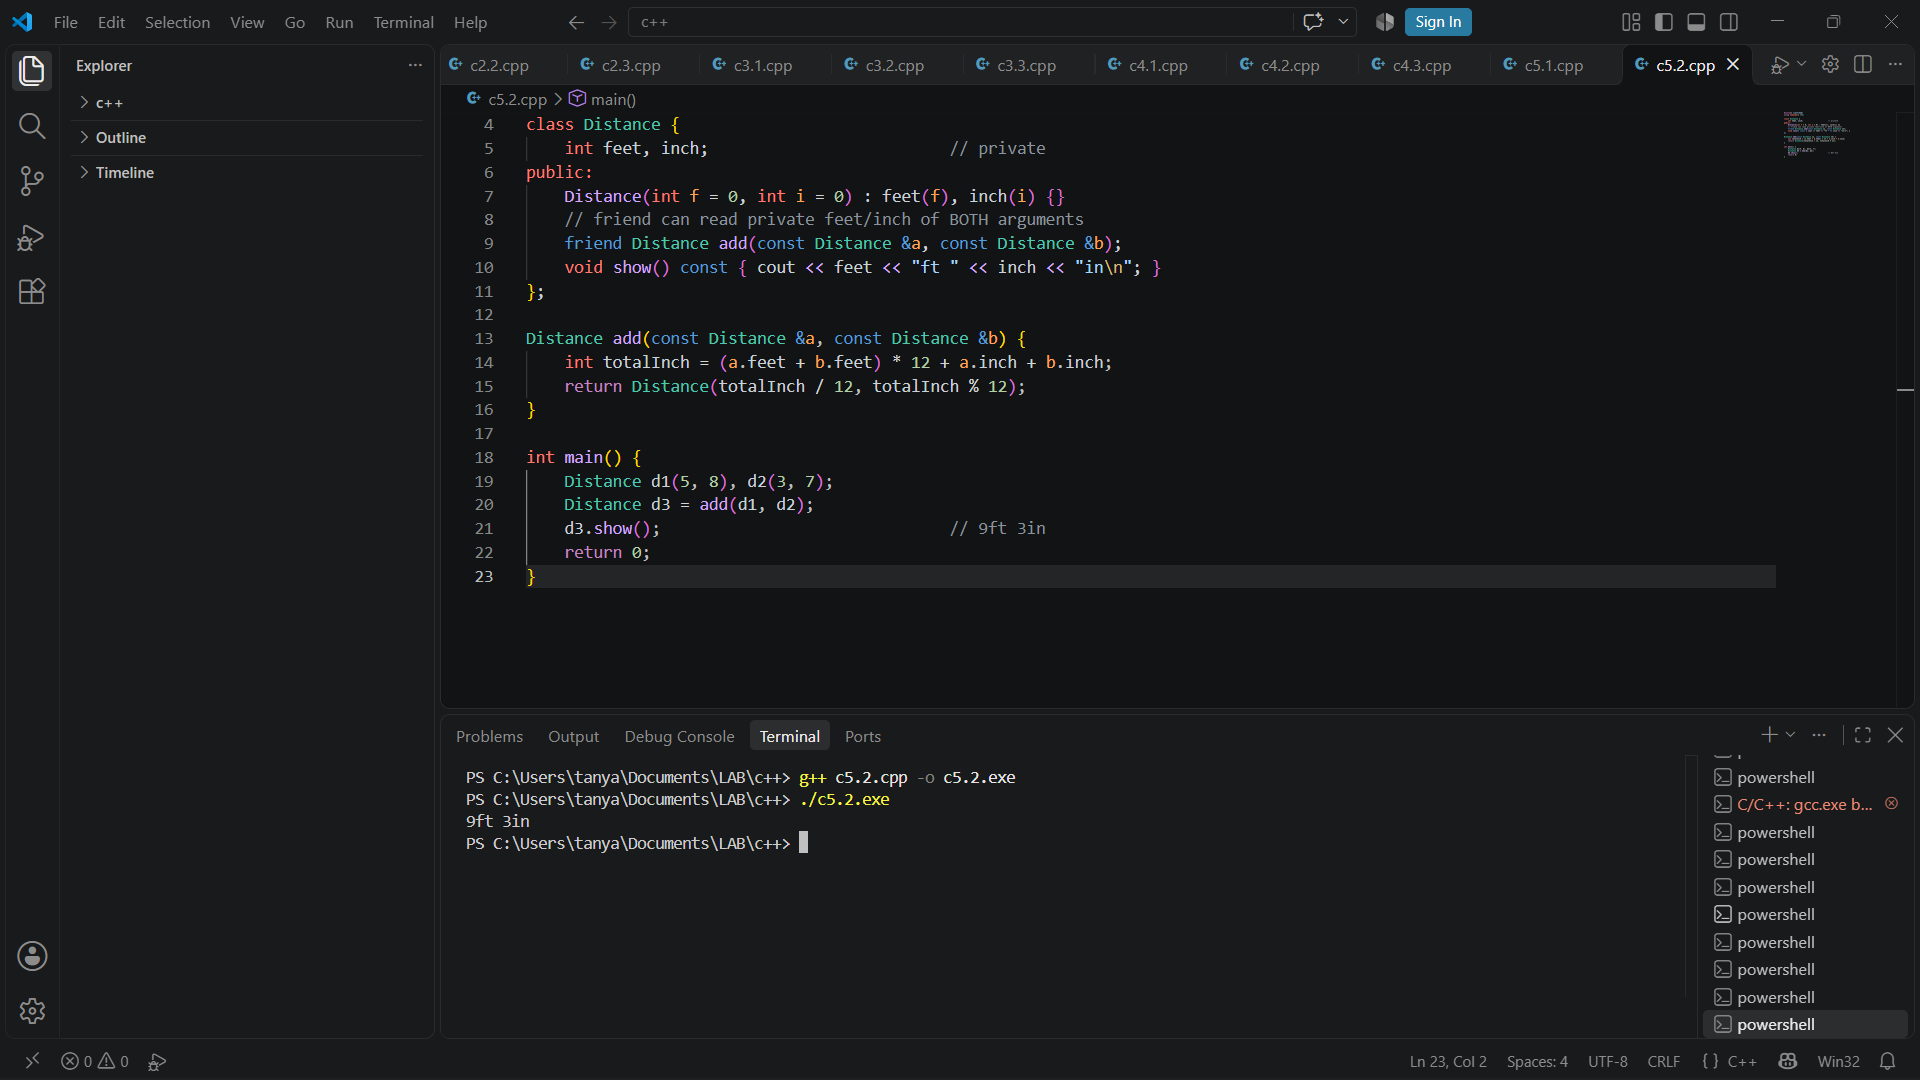 File Edit Selection View Go Run Terminal Help
c++
Sign In
Explorer
c++
Outline
Timeline
c2.2.cpp c2.3.cpp c3.1.cpp c3.2.cpp c3.3.cpp c4.1.cpp c4.2.cpp c4.3.cpp c5.1.cpp c5.2.cpp
c5.2.cpp > main()
4 class Distance {
5     int feet, inch;                         // private
6 public:
7     Distance(int f = 0, int i = 0) : feet(f), inch(i) {}
8     // friend can read private feet/inch of BOTH arguments
9     friend Distance add(const Distance &a, const Distance &b);
10     void show() const { cout << feet << "ft " << inch << "in\n"; }
11 };
12
13 Distance add(const Distance &a, const Distance &b) {
14     int totalInch = (a.feet + b.feet) * 12 + a.inch + b.inch;
15     return Distance(totalInch / 12, totalInch % 12);
16 }
17
18 int main() {
19     Distance d1(5, 8), d2(3, 7);
20     Distance d3 = add(d1, d2);
21     d3.show();                              // 9ft 3in
22     return 0;
23 }
Problems Output Debug Console Terminal Ports
PS C:\Users\tanya\Documents\LAB\c++> g++ c5.2.cpp -o c5.2.exe
PS C:\Users\tanya\Documents\LAB\c++> ./c5.2.exe
9ft 3in
PS C:\Users\tanya\Documents\LAB\c++>
powershell
C/C++: gcc.exe b...
powershell
powershell
powershell
powershell
powershell
powershell
powershell
powershell
0 0
Ln 23, Col 2 Spaces: 4 UTF-8 CRLF { } C++ Win32